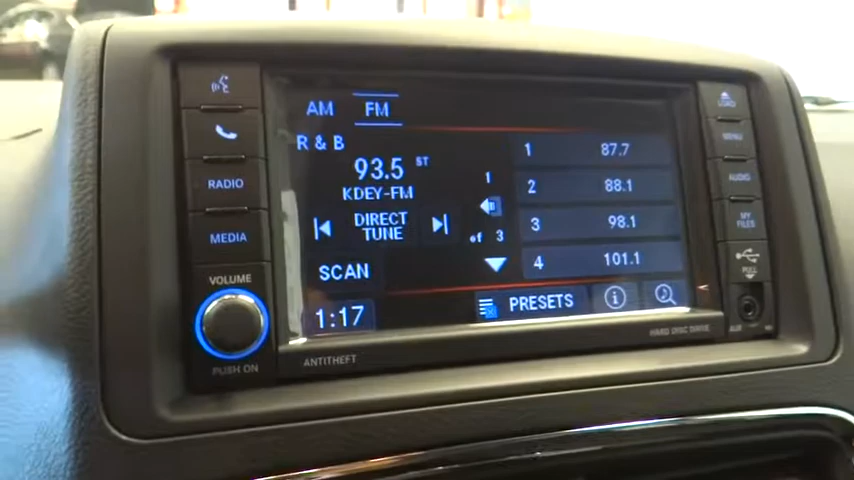 AM FM
R & B
93.5 ST
KDEY-FM
DIRECT
TUNE
SCAN
1:17
1
of 3
1 87.7
2 88.1
3 98.1
4 101.1
PRESETS
RADIO
MEDIA
VOLUME
PUSH ON
ANTITHEFT
HARD DISC DRIVE
LOAD
MENU
AUDIO
MY
FILES
PULL
AUX